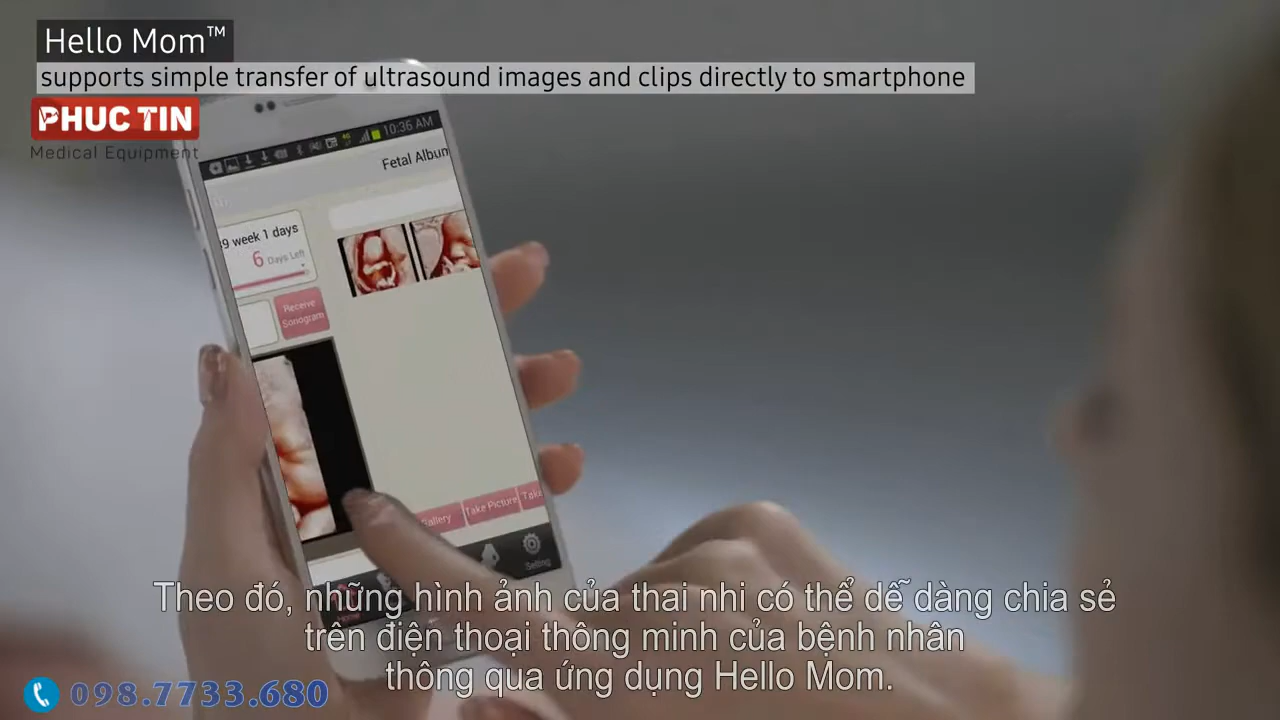 Hello Mom™
supports simple transfer of ultrasound images and clips directly to smartphone
PHUC TIN
Medical Equipment
10:36 AM
Fetal Album
9 week 1 days
6 Days Left
Receive
Sonogram
Gallery
Take Picture
Take
Setting
Theo đó, những hình ảnh của thai nhi có thể dễ dàng chia sẻ
trên điện thoại thông minh của bệnh nhân
thông qua ứng dụng Hello Mom.
098.7733.680